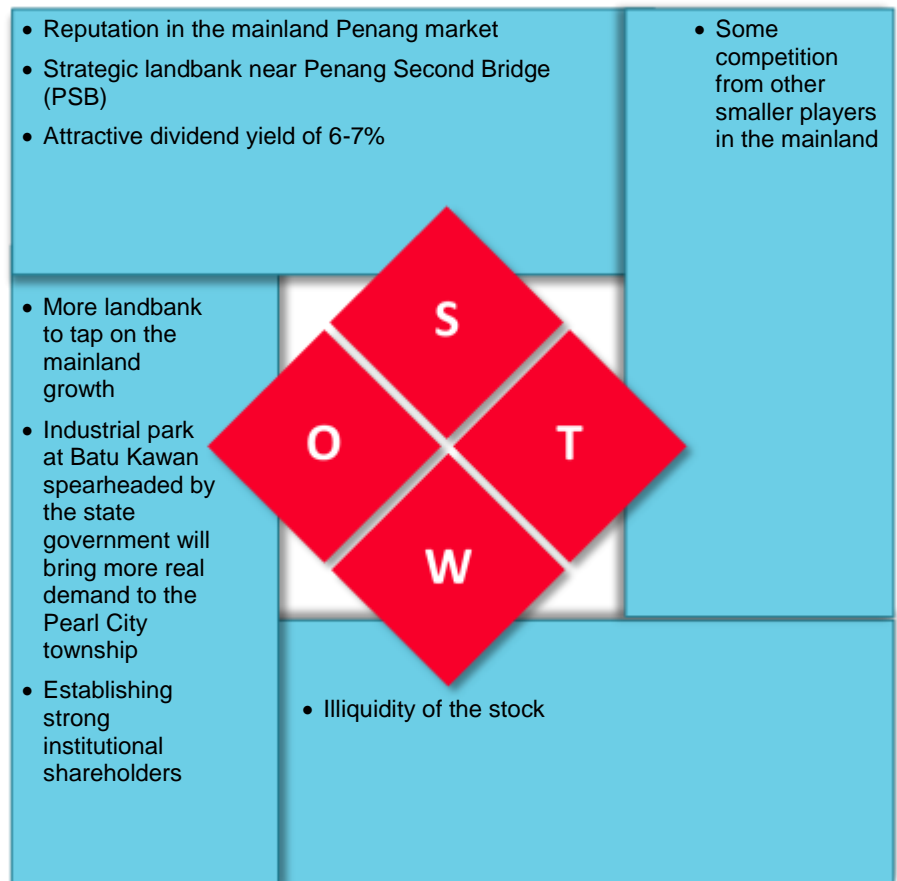 • Reputation in the mainland Penang market
• Strategic landbank near Penang Second Bridge
(PSB)
• Attractive dividend yield of 6-7%
• Some
competition
from other
smaller players
in the mainland
• More landbank
to tap on the
mainland
growth
• Industrial park
at Batu Kawan
spearheaded by
the state
government will
bring more real
demand to the
Pearl City
township
• Establishing
strong
institutional
shareholders
S
O
T
W
• Illiquidity of the stock